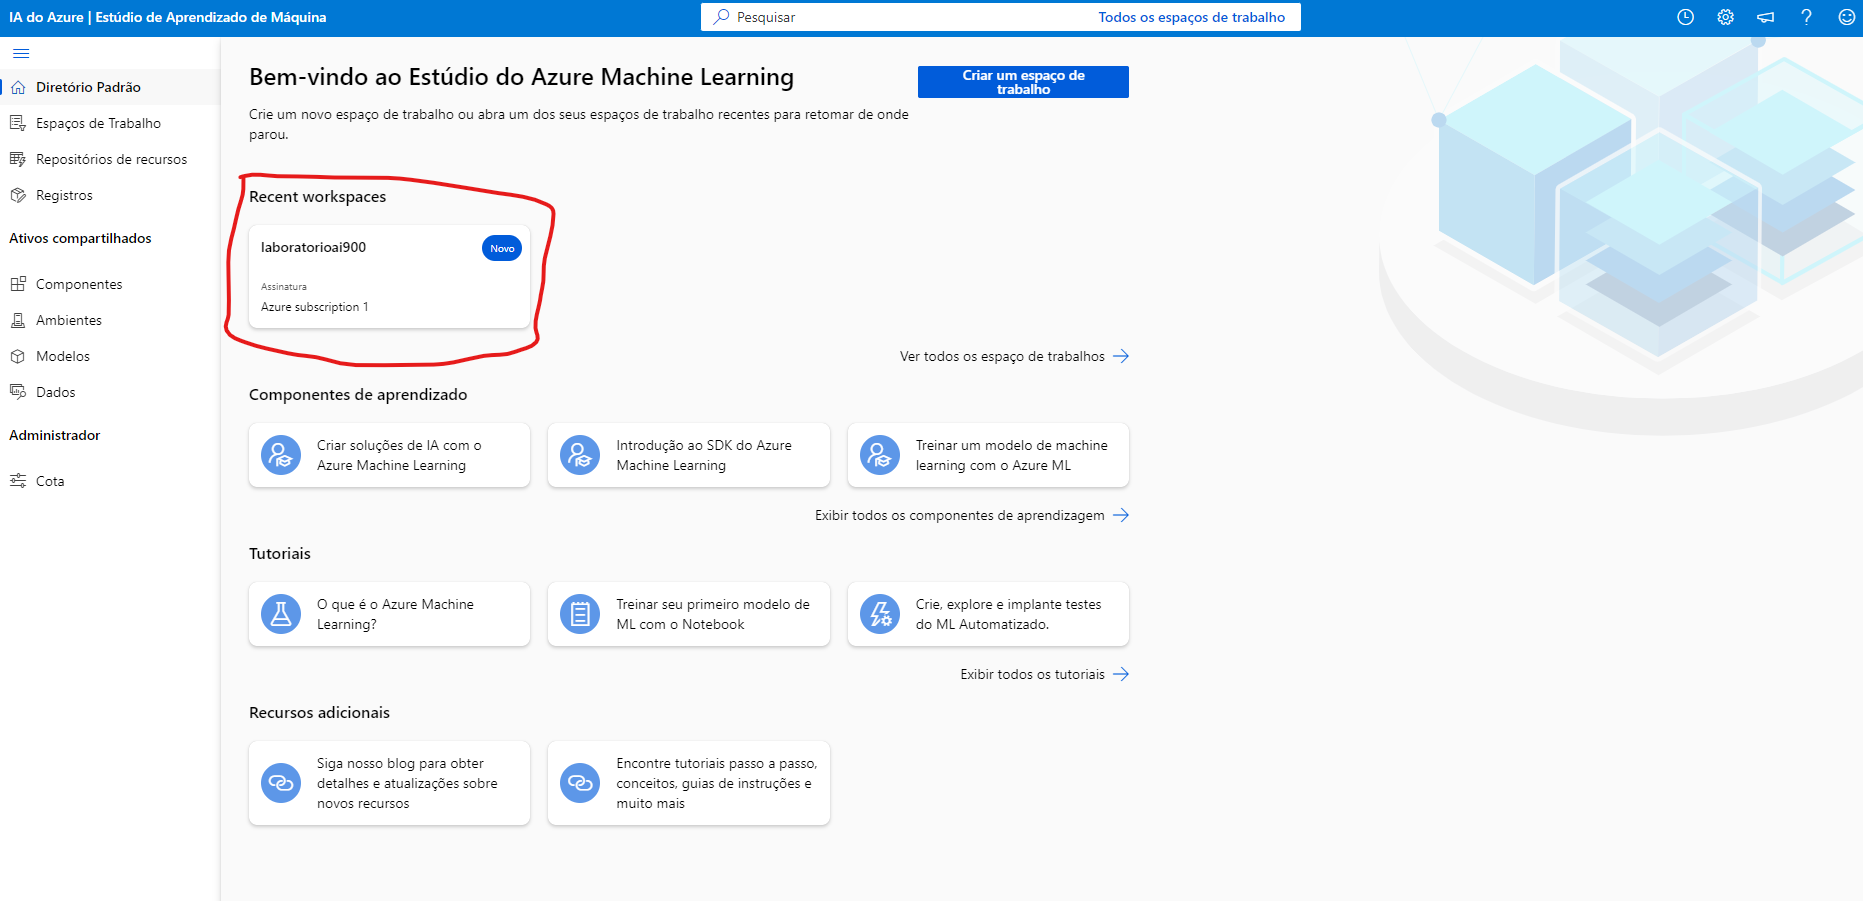 IA do Azure | Estúdio de Aprendizado de Máquina
Pesquisar
Todos os espaços de trabalho
Diretório Padrão
Espaços de Trabalho
Repositórios de recursos
Registros
Ativos compartilhados
Componentes
Ambientes
Modelos
Dados
Administrador
Cota
Bem-vindo ao Estúdio do Azure Machine Learning
Criar um espaço de
trabalho
Crie um novo espaço de trabalho ou abra um dos seus espaços de trabalho recentes para retomar de onde
parou.
Recent workspaces
laboratorioai900
Novo
Assinatura
Azure subscription 1
Ver todos os espaço de trabalhos
Componentes de aprendizado
Criar soluções de IA com o
Azure Machine Learning
Introdução ao SDK do Azure
Machine Learning
Treinar um modelo de machine
learning com o Azure ML
Exibir todos os componentes de aprendizagem
Tutoriais
O que é o Azure Machine
Learning?
Treinar seu primeiro modelo de
ML com o Notebook
Crie, explore e implante testes
do ML Automatizado.
Exibir todos os tutoriais
Recursos adicionais
Siga nosso blog para obter
detalhes e atualizações sobre
novos recursos
Encontre tutoriais passo a passo,
conceitos, guias de instruções e
muito mais